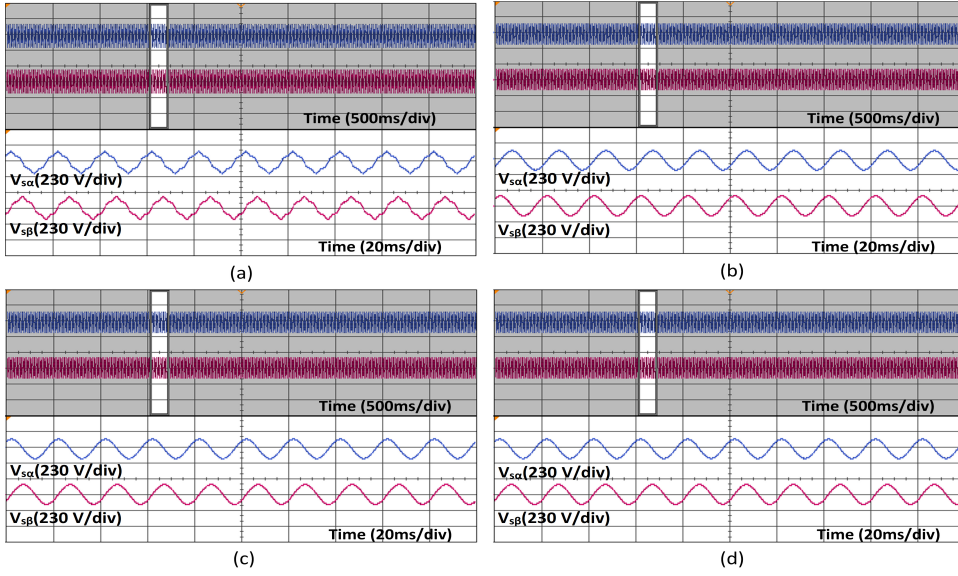 Time (500ms/div)
Vsα(230 V/div)
Vsβ(230 V/div)
Time (20ms/div)
(a)
Time (500ms/div)
Vsα(230 V/div)
Vsβ(230 V/div)
Time (20ms/div)
(b)
Time (500ms/div)
Vsα(230 V/div)
Vsβ(230 V/div)
Time (20ms/div)
(c)
Time (500ms/div)
Vsα(230 V/div)
Vsβ(230 V/div)
Time (20ms/div)
(d)